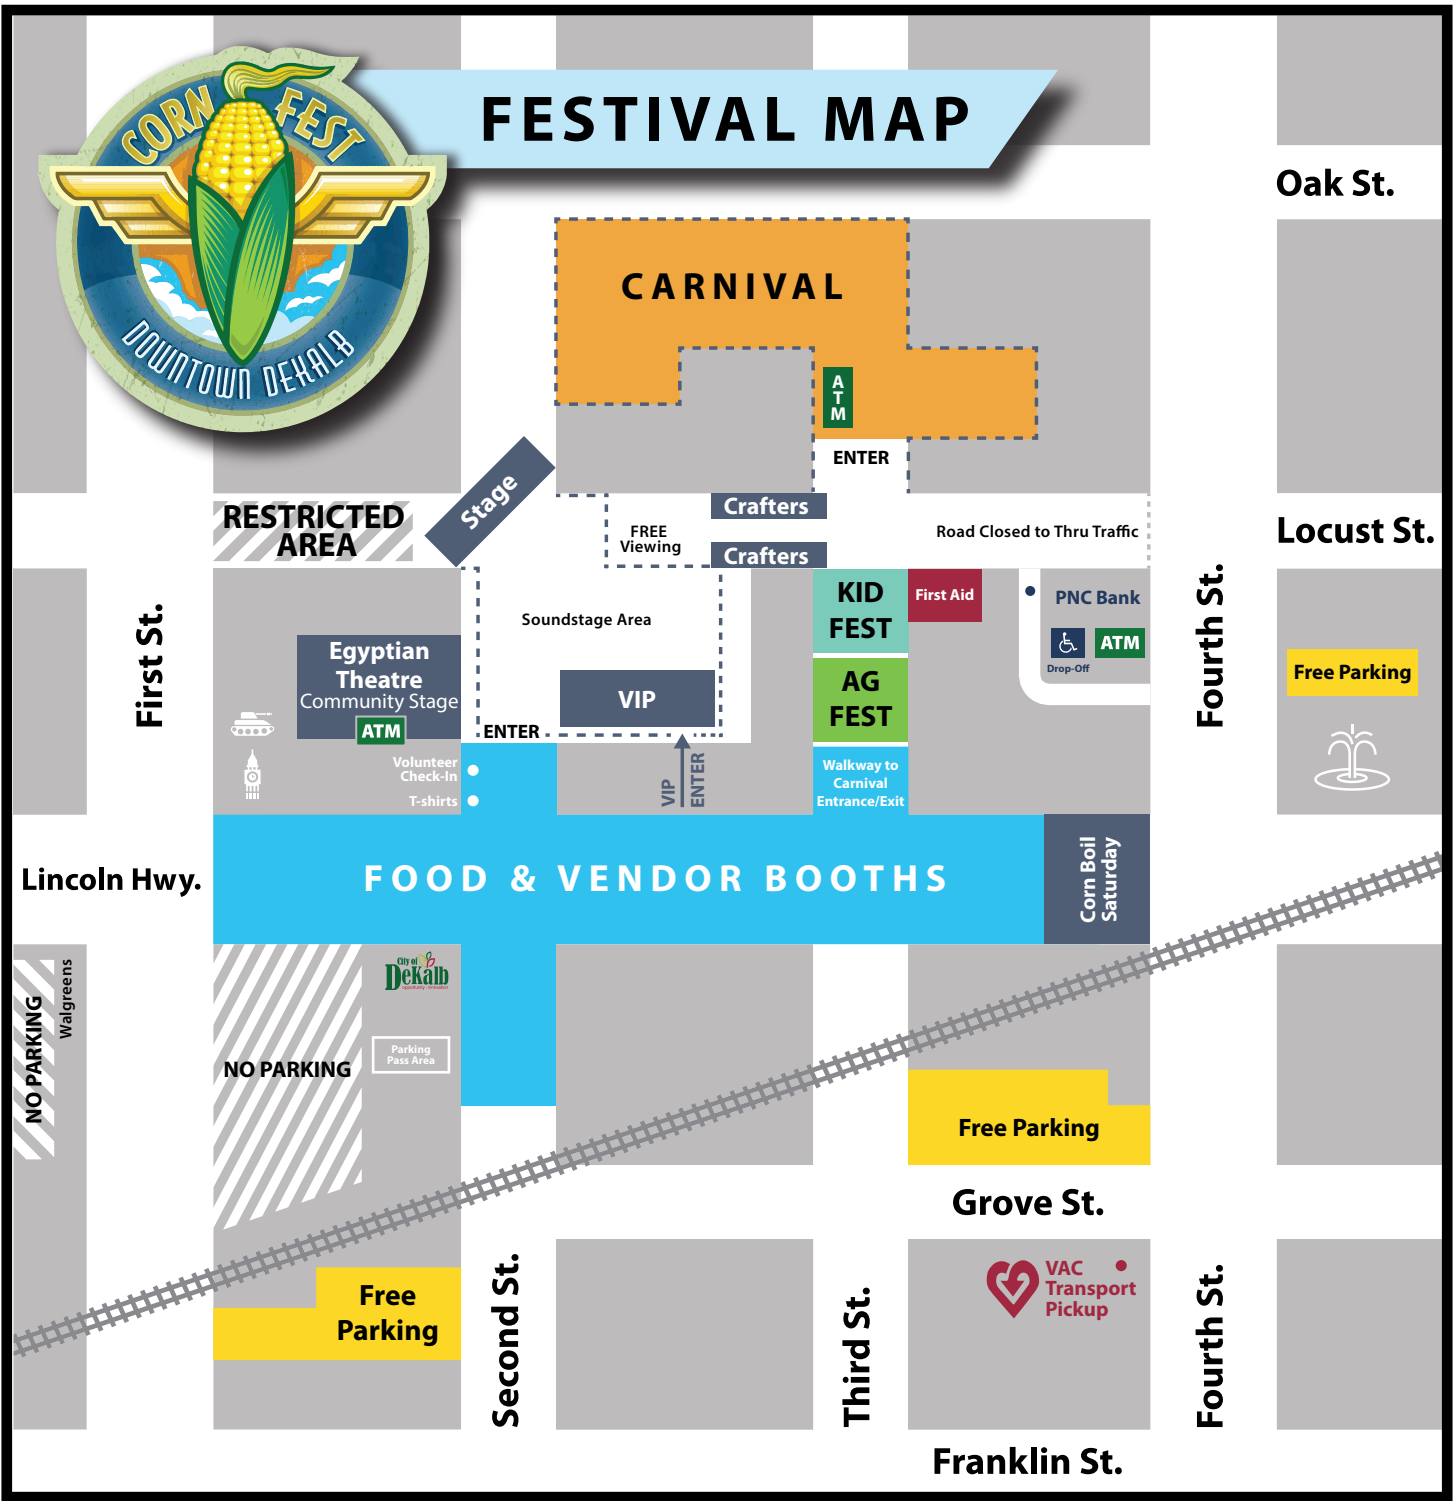 CORN FEST
DOWNTOWN DEKALB
FESTIVAL MAP
Oak St.
CARNIVAL
ATM
ENTER
RESTRICTED
AREA
Stage
FREE
Viewing
Crafters
Crafters
Road Closed to Thru Traffic
Locust St.
First St.
Soundstage Area
KID
FEST
First Aid
PNC Bank
ATM
Drop-Off
Fourth St.
Free Parking
Egyptian
Theatre
Community Stage
ATM
VIP
AG
FEST
ENTER
Volunteer
Check-In
T-shirts
VIP
ENTER
Walkway to
Carnival
Entrance/Exit
Lincoln Hwy.
FOOD & VENDOR BOOTHS
Corn Boil
Saturday
NO PARKING
Walgreens
NO PARKING
City of
DeKalb
Parking
Pass Area
Free Parking
Grove St.
Free
Parking
Second St.
Third St.
VAC
Transport
Pickup
Fourth St.
Franklin St.